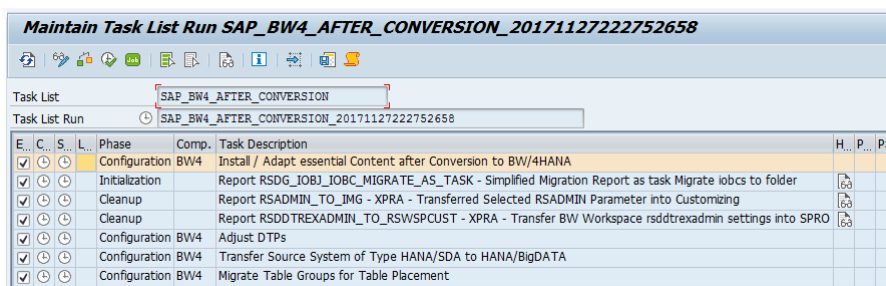 Maintain Task List Run SAP_BW4_AFTER_CONVERSION_20171127222752658
Job
Task List SAP_BW4_AFTER_CONVERSION
Task List Run SAP_BW4_AFTER_CONVERSION_20171127222752658
E... C... S... L... Phase Comp. Task Description H... P...
Configuration BW4 Install / Adapt essential Content after Conversion to BW/4HANA
Initialization Report RSDG_IOBJ_IOBC_MIGRATE_AS_TASK - Simplified Migration Report as task Migrate iobcs to folder
Cleanup Report RSADMIN_TO_IMG - XPRA - Transferred Selected RSADMIN Parameter into Customizing
Cleanup Report RSDDTREXADMIN_TO_RSWSPCUST - XPRA - Transfer BW Workspace rsddtrexadmin settings into SPRO
Configuration BW4 Adjust DTPs
Configuration BW4 Transfer Source System of Type HANA/SDA to HANA/BigDATA
Configuration BW4 Migrate Table Groups for Table Placement